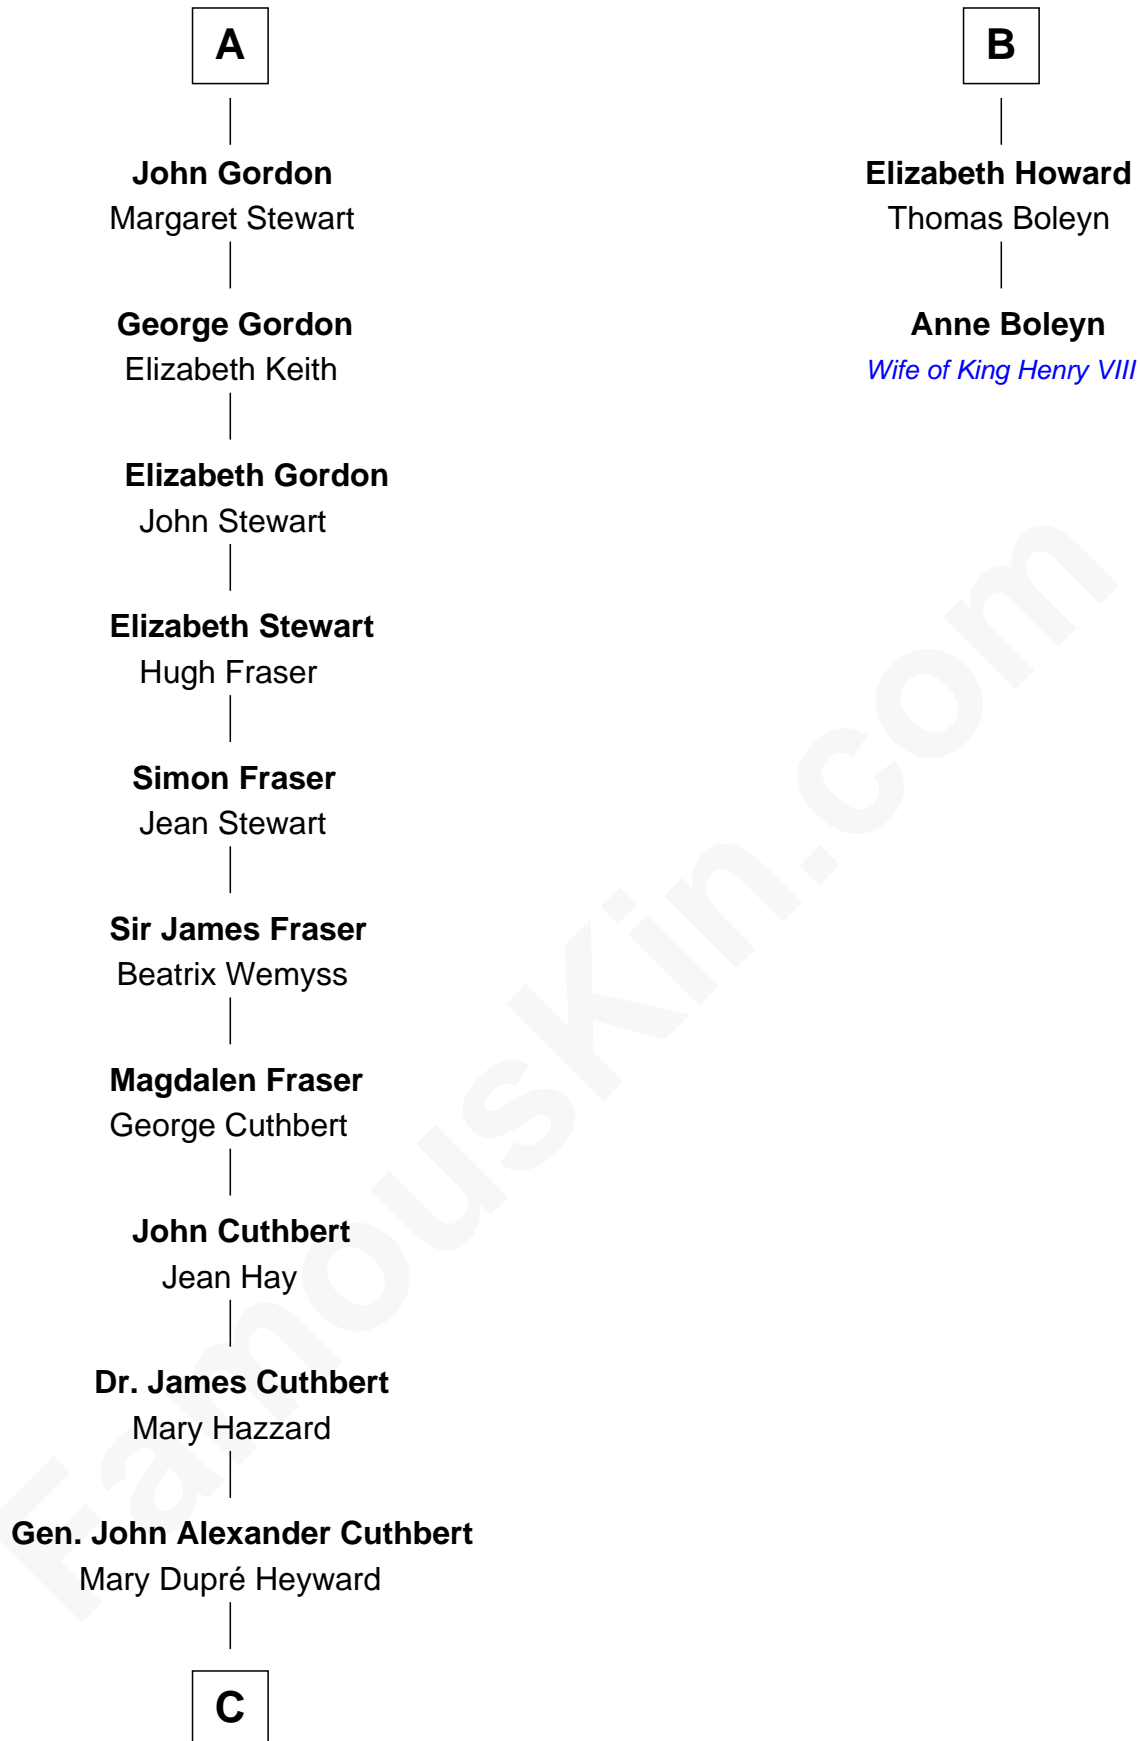 A
John Gordon
Margaret Stewart
George Gordon
Elizabeth Keith
Elizabeth Gordon
John Stewart
Elizabeth Stewart
Hugh Fraser
Simon Fraser
Jean Stewart
Sir James Fraser
Beatrix Wemyss
Magdalen Fraser
George Cuthbert
John Cuthbert
Jean Hay
Dr. James Cuthbert
Mary Hazzard
Gen. John Alexander Cuthbert
Mary Dupré Heyward
C
B
Elizabeth Howard
Thomas Boleyn
Anne Boleyn
Wife of King Henry VIII
FamousKin.com